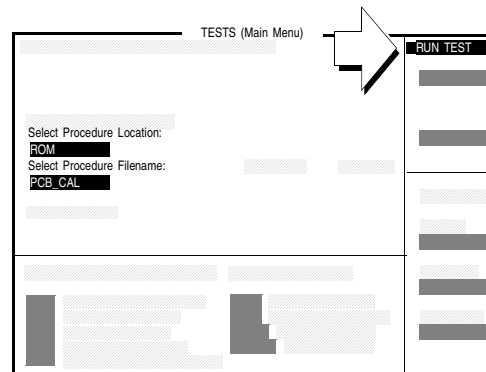 TESTS (Main Menu)
RUN TEST
Select Procedure Location:
ROM
Select Procedure Filename:
PCB_CAL